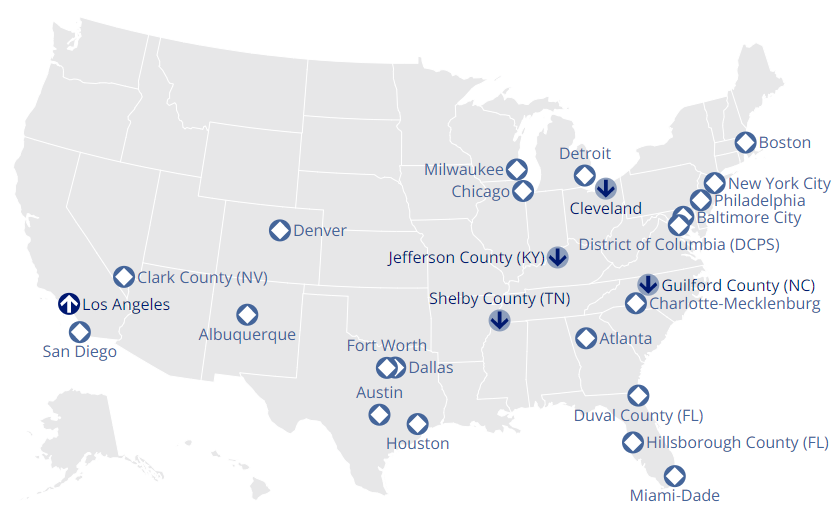 Boston
Detroit
Milwaukee
New York City
Chicago
Philadelphia
Cleveland
Baltimore City
Denver
District of Columbia (DCPS)
Jefferson County (KY)
Clark County (NV)
Guilford County (NC)
Shelby County (TN)
Los Angeles
Charlotte-Mecklenburg
Albuquerque
Atlanta
Fort Worth
San Diego
Dallas
Austin
Duval County (FL)
Houston
Hillsborough County (FL)
Miami-Dade